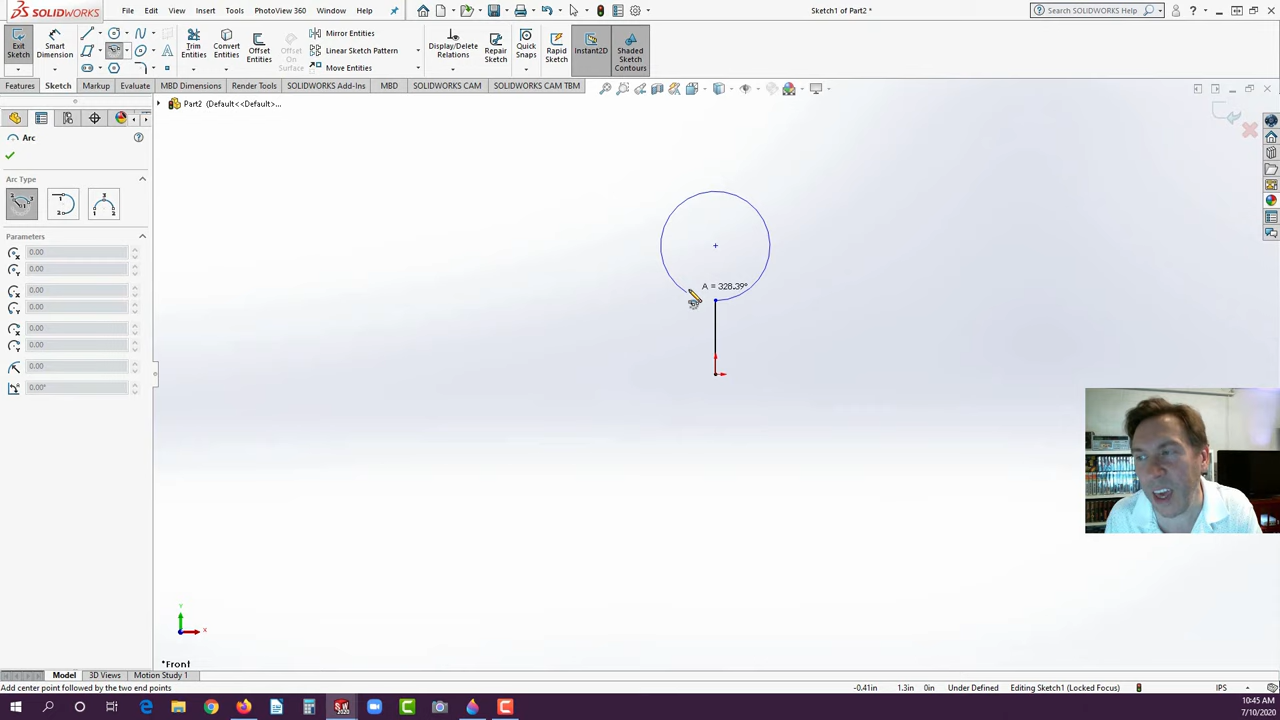 SOLIDWORKS
File Edit View Insert Tools PhotoView 360 Window Help
Sketch1 of Part2 *
Search SOLIDWORKS Help
Exit Sketch
Smart Dimension
Trim Entities
Convert Entities
Offset Entities
Offset On Surface
Mirror Entities
Linear Sketch Pattern
Move Entities
Display/Delete Relations
Repair Sketch
Quick Snaps
Rapid Sketch
Instant2D
Shaded Sketch Contours
Features Sketch Markup Evaluate MBD Dimensions Render Tools SOLIDWORKS Add-Ins MBD SOLIDWORKS CAM SOLIDWORKS CAM TBM
Part2 (Default<<Default>...
Arc
Arc Type
Parameters
0.00
0.00
0.00
0.00
0.00
0.00
0.00
0.00°
A = 328.39°
Y
X
*Front
Model 3D Views Motion Study 1
Add center point followed by the two end points
-0.41in 1.3in 0in Under Defined Editing Sketch1 (Locked Focus) IPS
10:45 AM
7/10/2020